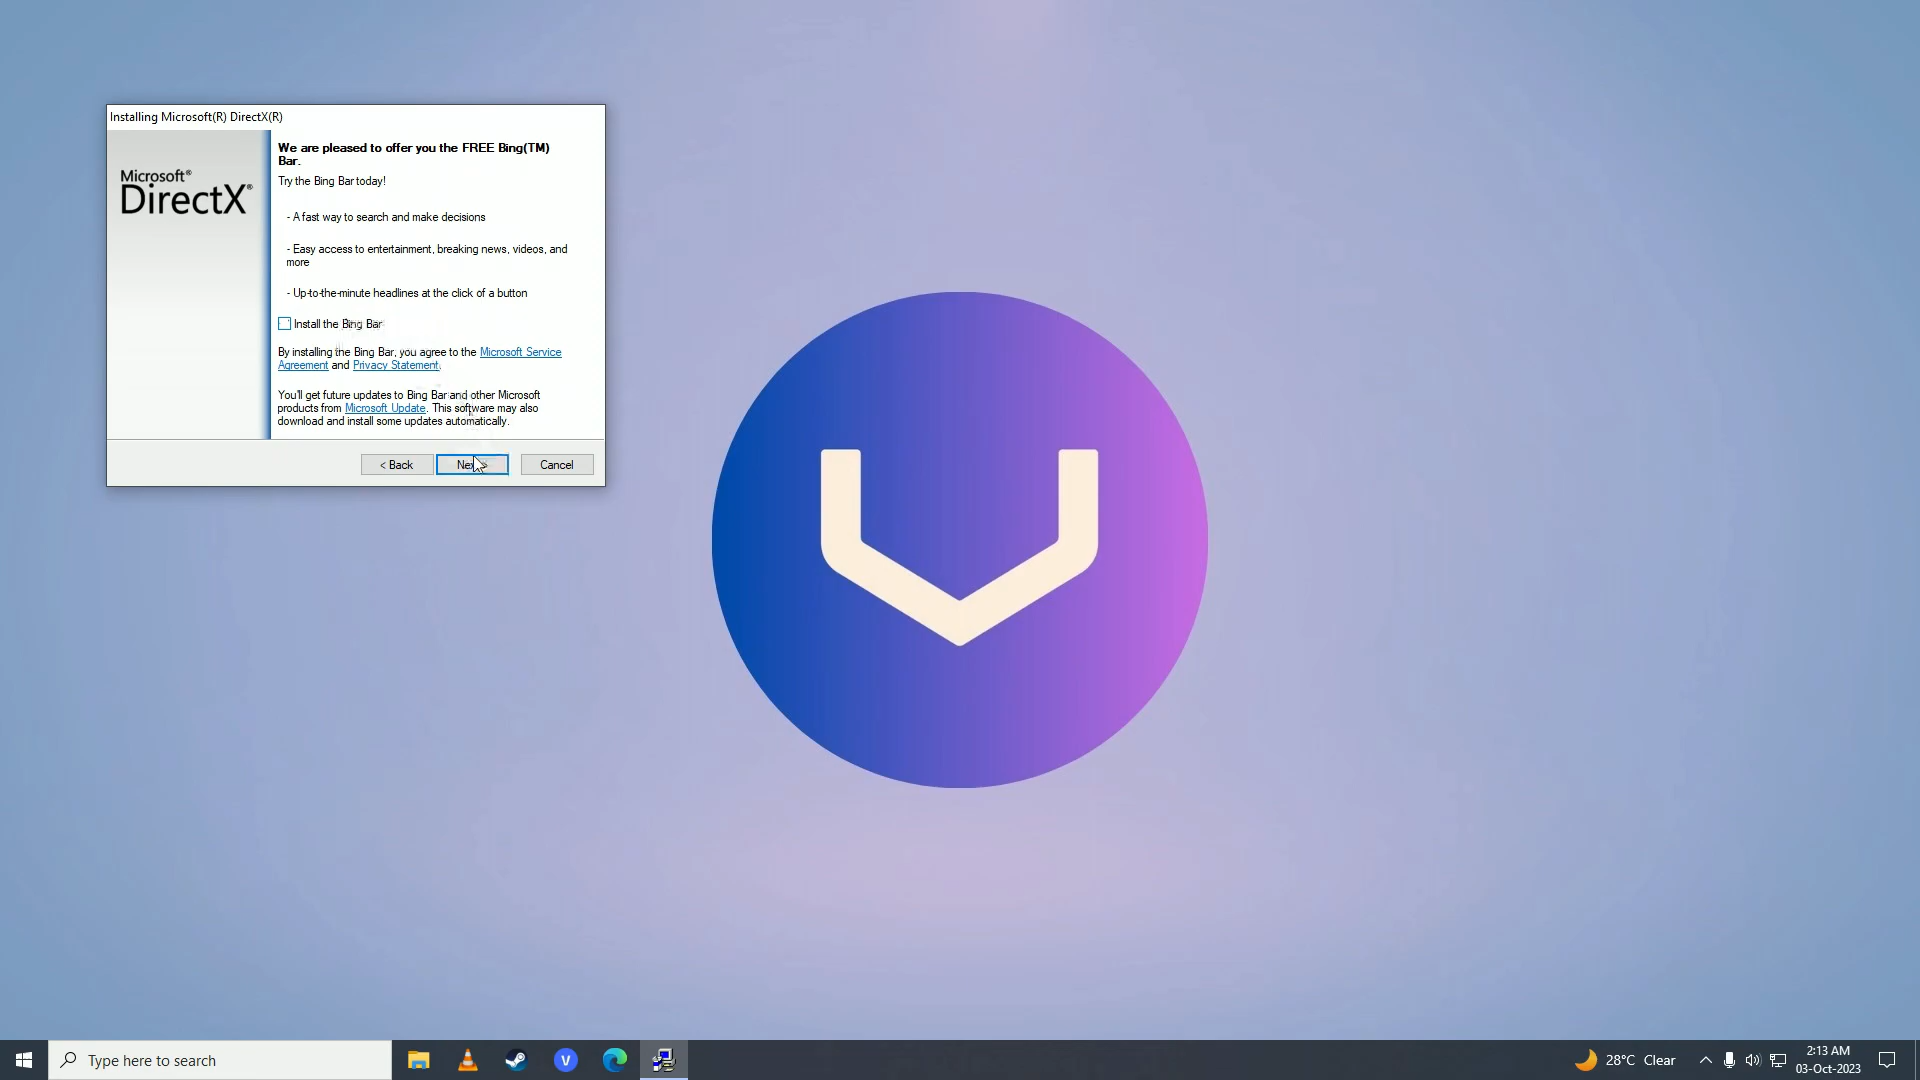 Installing Microsoft(R) DirectX(R)
Microsoft®
DirectX®
We are pleased to offer you the FREE Bing(TM)
Bar.
Try the Bing Bar today!
- A fast way to search and make decisions
- Easy access to entertainment, breaking news, videos, and
more
- Up-to-the-minute headlines at the click of a button
Install the Bing Bar
By installing the Bing Bar, you agree to the Microsoft Service
Agreement and Privacy Statement.
You'll get future updates to Bing Bar and other Microsoft
products from Microsoft Update. This software may also
download and install some updates automatically.
< Back
Cancel
Type here to search
V
28°C Clear
2:13 AM
03-Oct-2023